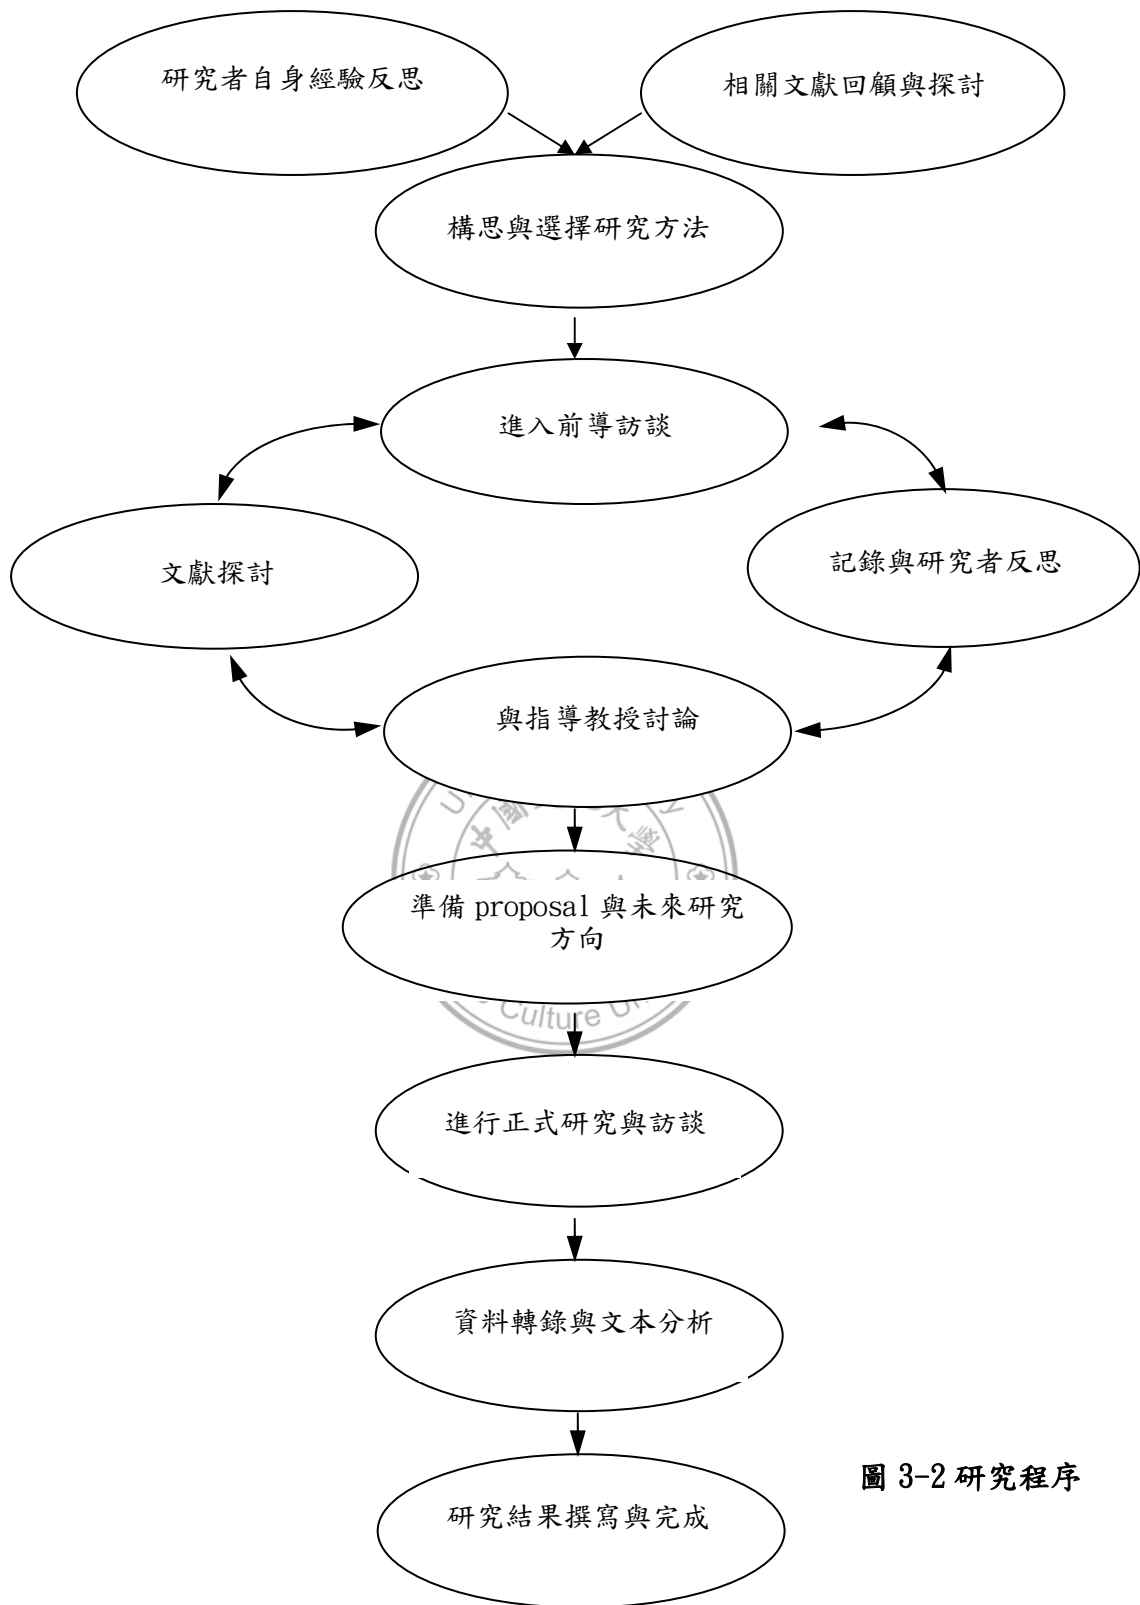 研究者自身經驗反思
相關文獻回顧與探討
構思與選擇研究方法
進入前導訪談
文獻探討
記錄與研究者反思
與指導教授討論
中國
大學
準備 proposal 與未來研究
方向
Culture
進行正式研究與訪談
資料轉錄與文本分析
圖 3-2 研究程序
研究結果撰寫與完成